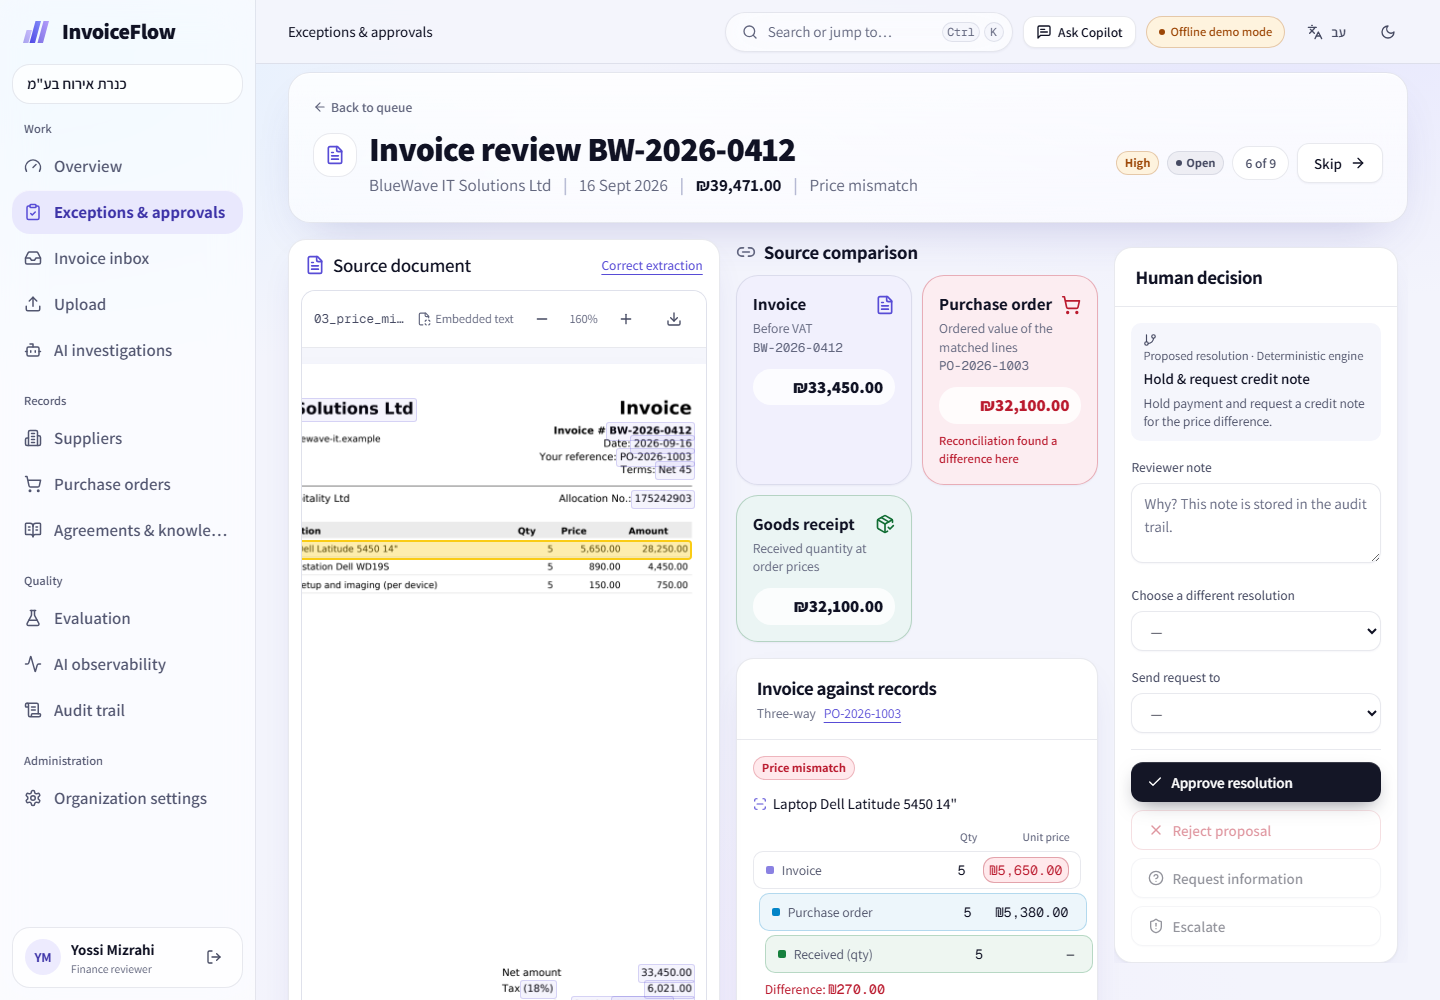 InvoiceFlow
כנרת אירוח בע"מ
Work
Overview
Exceptions & approvals
Invoice inbox
Upload
AI investigations
Records
Suppliers
Purchase orders
Agreements & knowle…
Quality
Evaluation
AI observability
Audit trail
Administration
Organization settings
YM
Yossi Mizrahi
Finance reviewer
Exceptions & approvals
Search or jump to…
Ctrl K
Ask Copilot
Offline demo mode
עב
Back to queue
Invoice review BW-2026-0412
BlueWave IT Solutions Ltd | 16 Sept 2026 | ₪39,471.00 | Price mismatch
High
Open
6 of 9
Skip
Source document
Correct extraction
03_price_mi…
Embedded text
160%
Solutions Ltd
Invoice
Invoice # BW-2026-0412
ewave-it.example
Date: 2026-09-16
Your reference: PO-2026-1003
Terms: Net 45
itality Ltd
Allocation No.: 175242903
tion Qty Price Amount
Dell Latitude 5450 14" 5 5,650.00 28,250.00
station Dell WD19S 5 890.00 4,450.00
etup and imaging (per device) 5 150.00 750.00
Net amount 33,450.00
Tax (18%) 6,021.00
Source comparison
Invoice
Before VAT
BW-2026-0412
₪33,450.00
Purchase order
Ordered value of the
matched lines
PO-2026-1003
₪32,100.00
Reconciliation found a
difference here
Goods receipt
Received quantity at
order prices
₪32,100.00
Invoice against records
Three-way PO-2026-1003
Price mismatch
Laptop Dell Latitude 5450 14"
Qty Unit price
Invoice 5 ₪5,650.00
Purchase order 5 ₪5,380.00
Received (qty) 5 –
Difference: ₪270.00
Human decision
Proposed resolution · Deterministic engine
Hold & request credit note
Hold payment and request a credit note
for the price difference.
Reviewer note
Why? This note is stored in the audit
trail.
Choose a different resolution
—
Send request to
—
Approve resolution
Reject proposal
Request information
Escalate